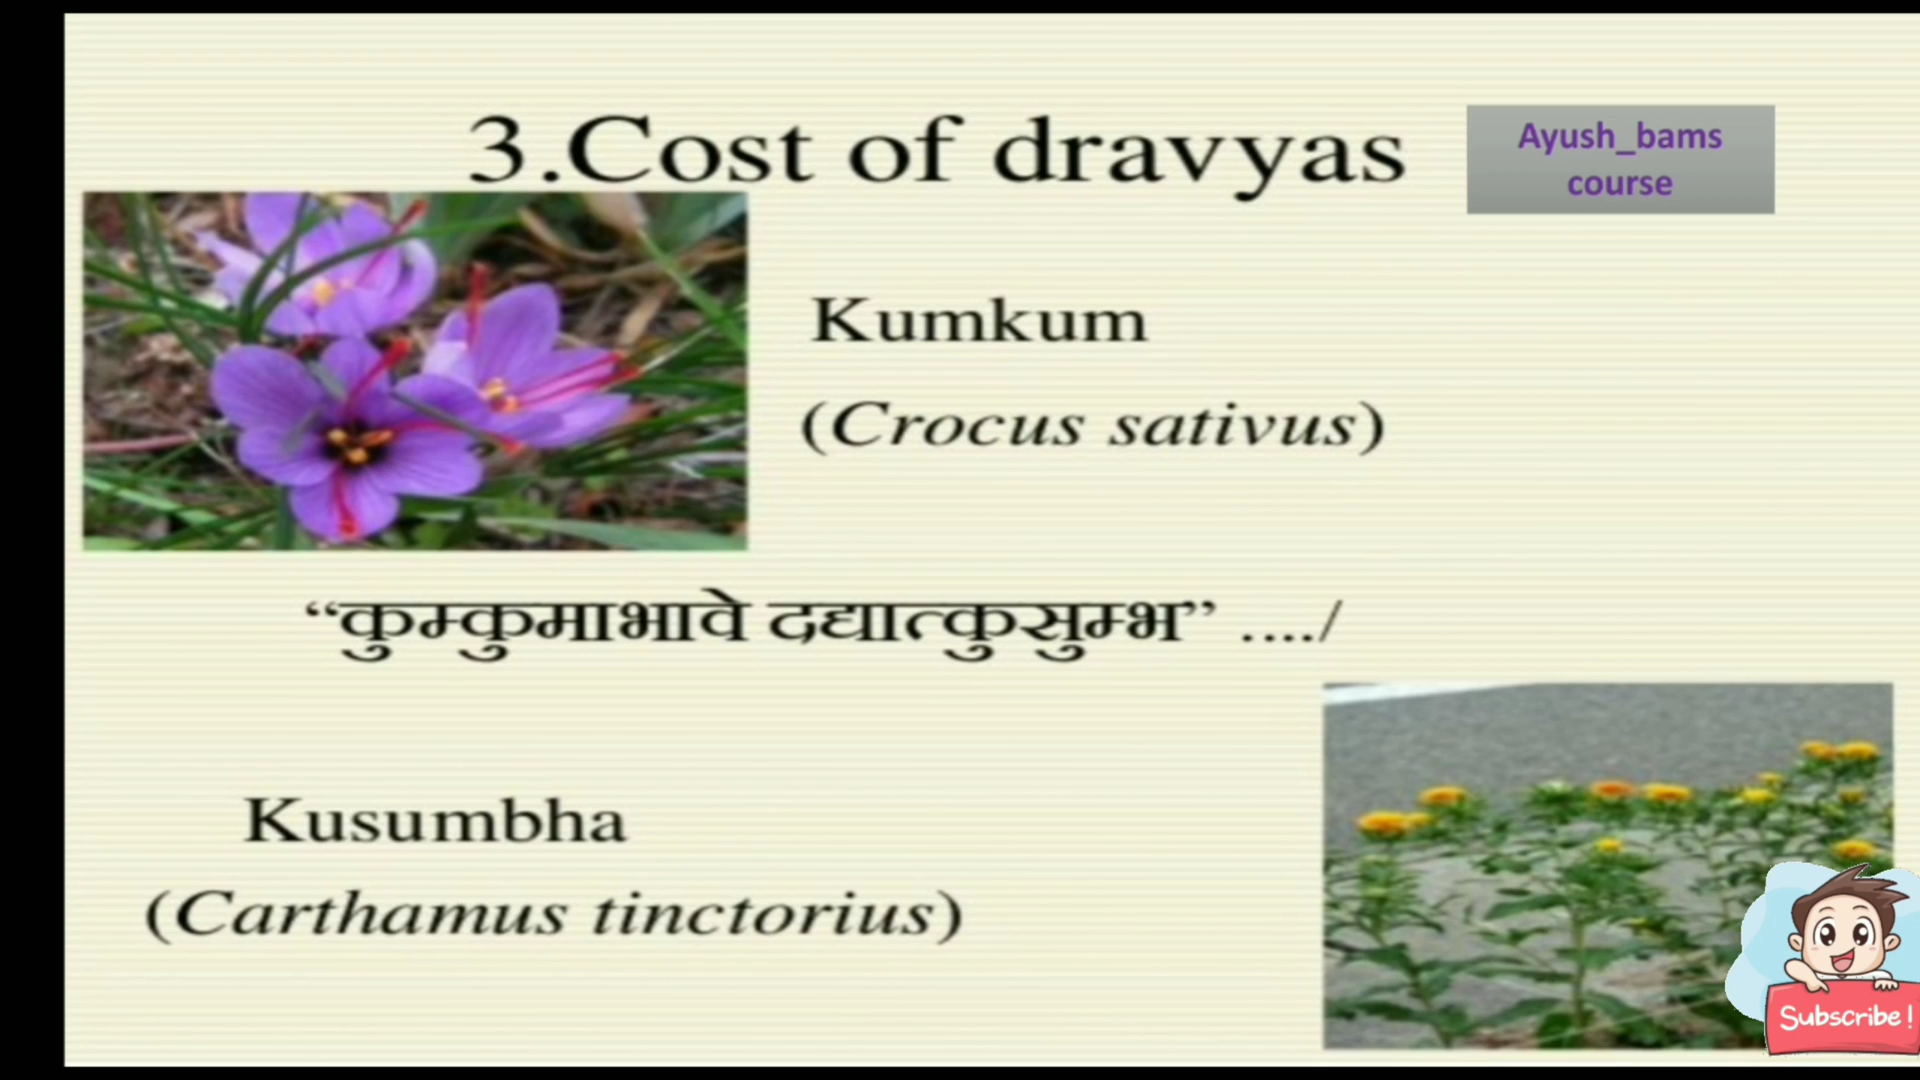 3.Cost of dravyas
Ayush_bams
course
Kumkum
(Crocus sativus)
“कुम्कुमाभावे दद्यात्कुसुम्भ” ..../
Kusumbha
(Carthamus tinctorius)
Subscribe!